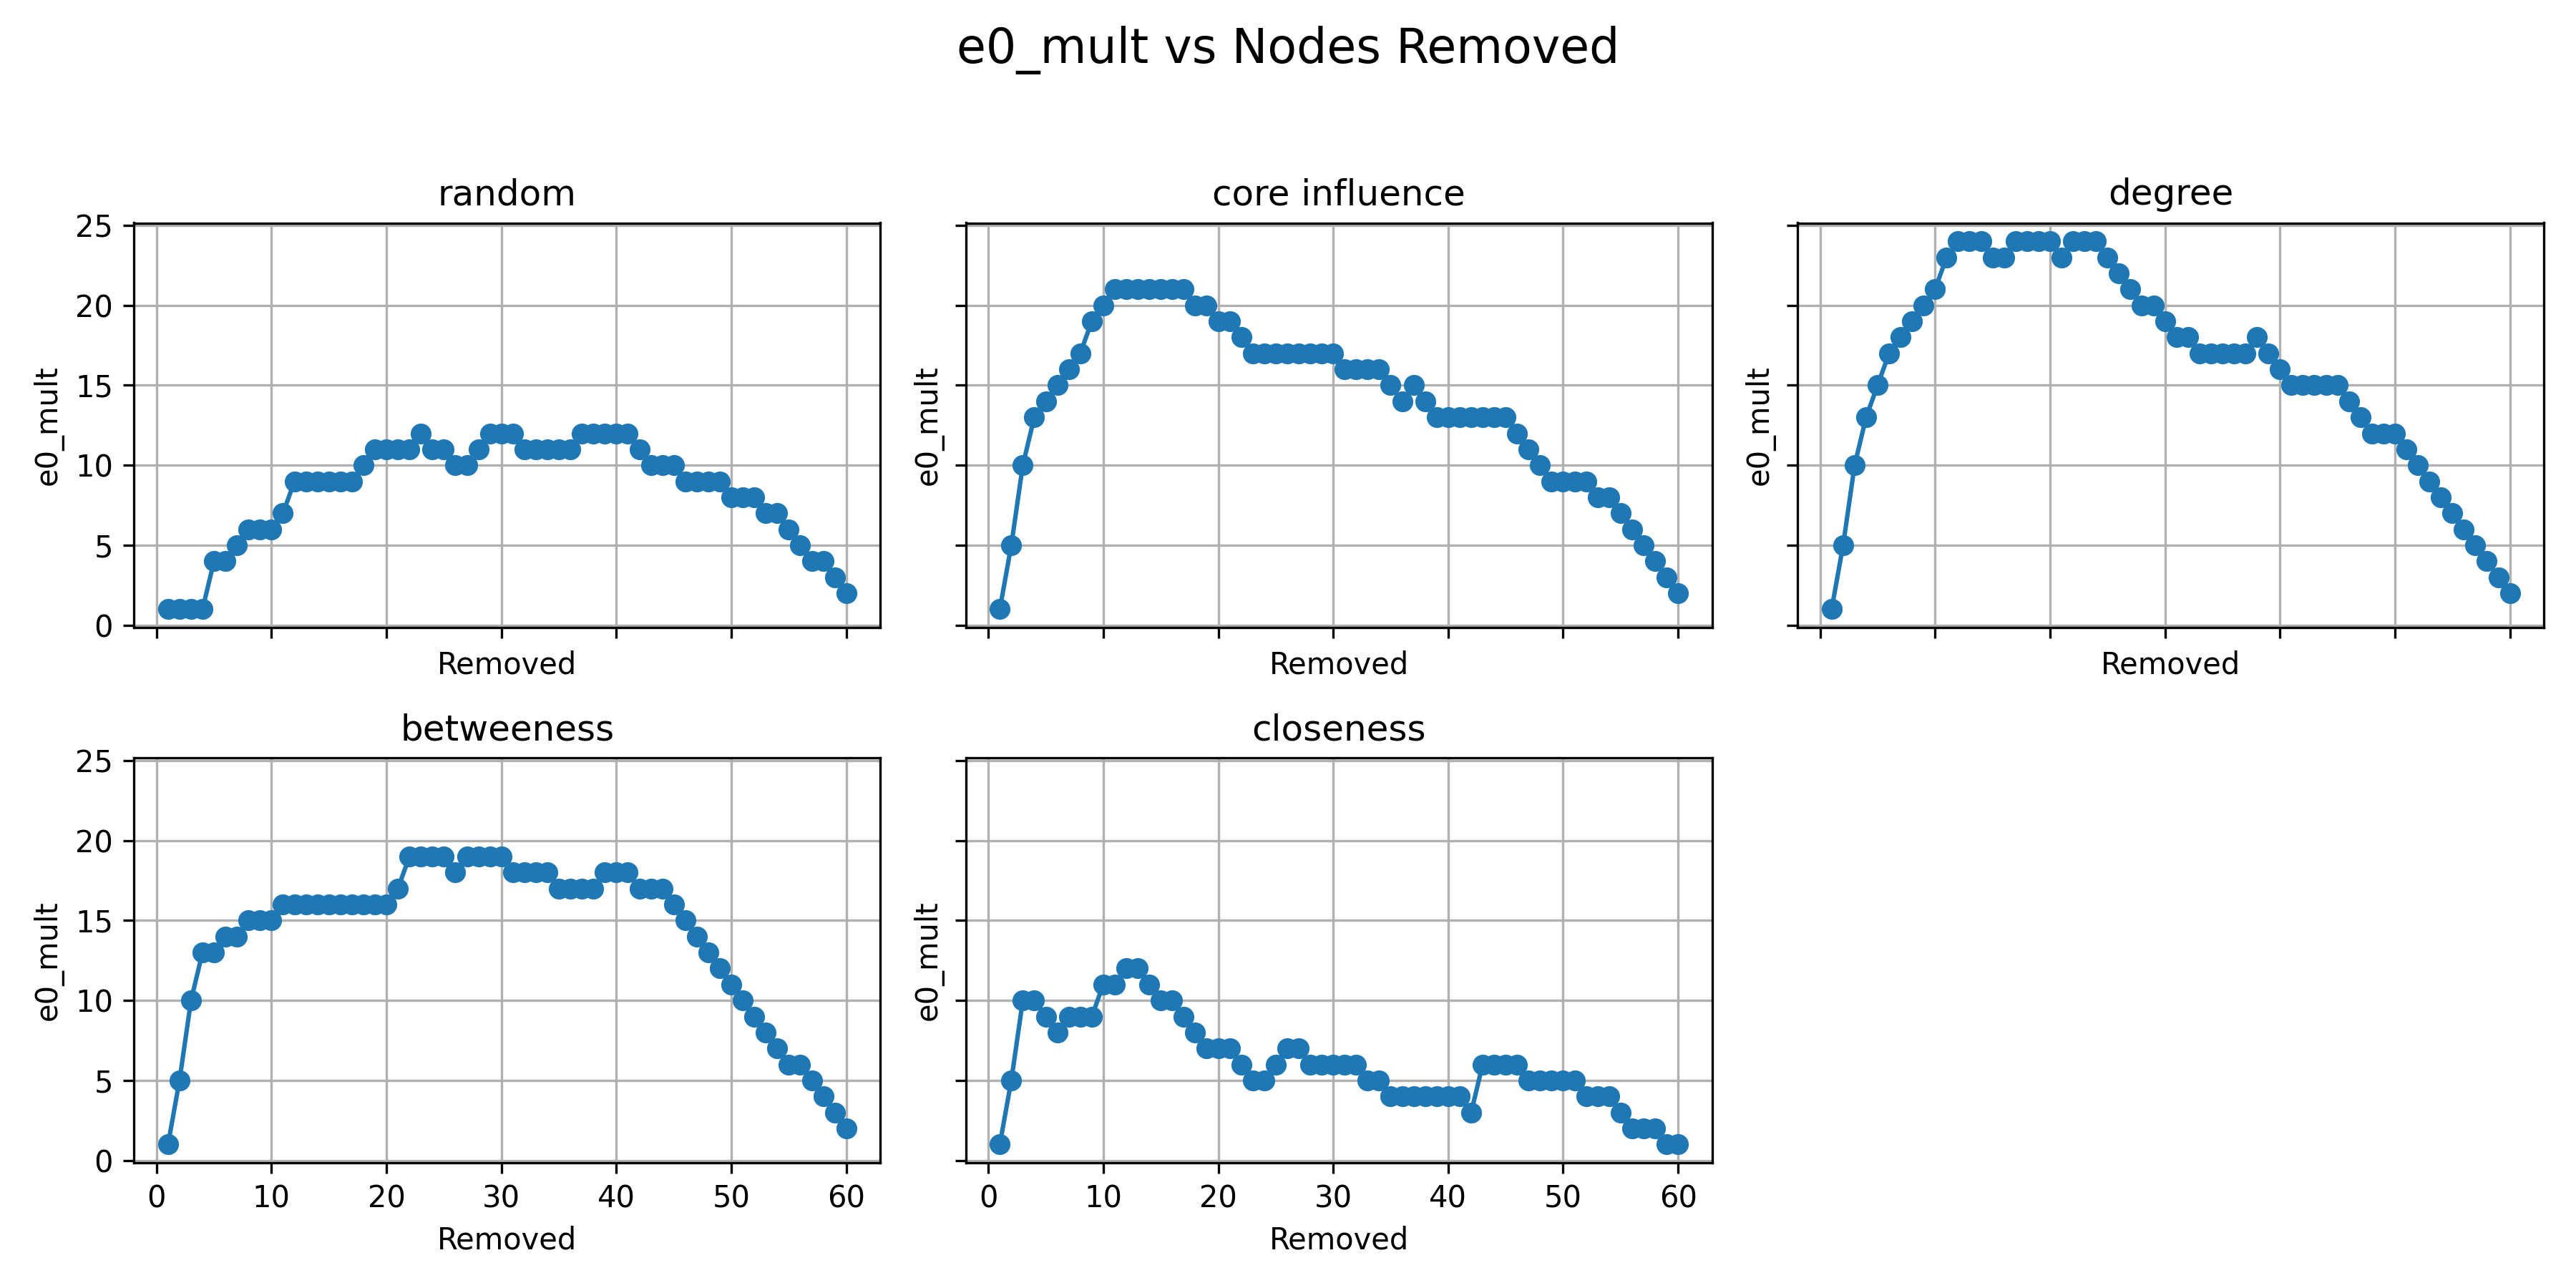 e0_mult vs Nodes Removed
random
core influence
degree
25
20
15
10
5
0
e0_mult
e0_mult
e0_mult
Removed
Removed
Removed
betweeness
closeness
25
20
15
10
5
0
e0_mult
e0_mult
0 10 20 30 40 50 60
0 10 20 30 40 50 60
Removed
Removed